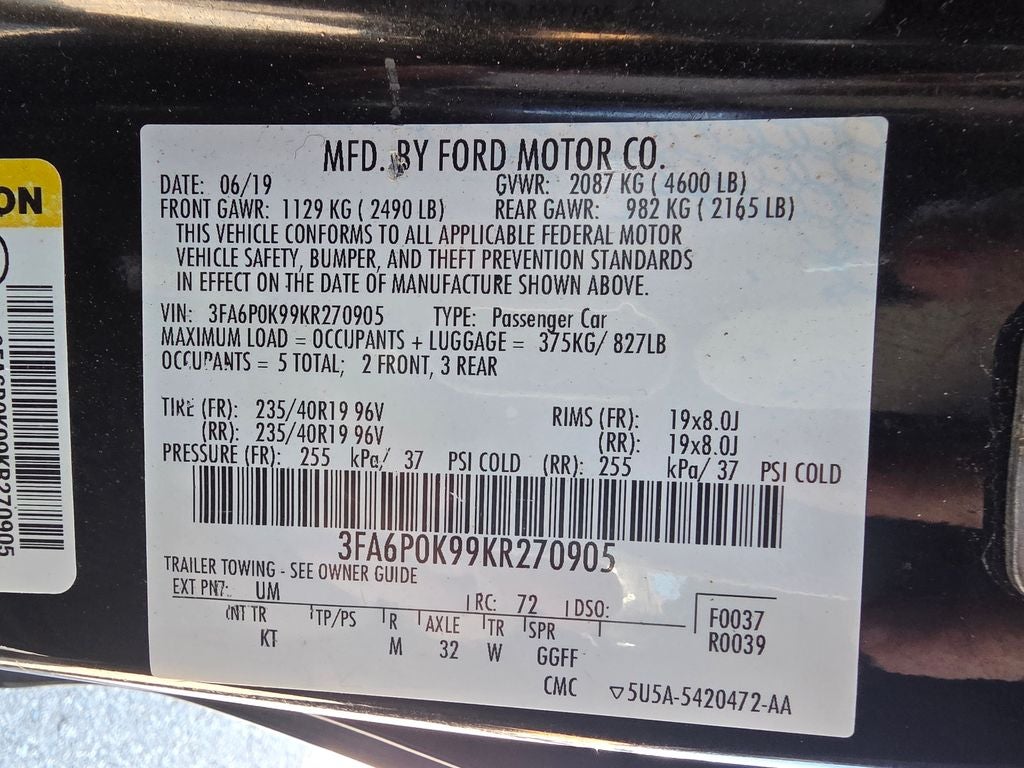 MFD. BY FORD MOTOR CO.
DATE: 06/19 GVWR: 2087 KG ( 4600 LB)
FRONT GAWR: 1129 KG ( 2490 LB) REAR GAWR: 982 KG ( 2165 LB)
THIS VEHICLE CONFORMS TO ALL APPLICABLE FEDERAL MOTOR
VEHICLE SAFETY, BUMPER, AND THEFT PREVENTION STANDARDS
IN EFFECT ON THE DATE OF MANUFACTURE SHOWN ABOVE.
VIN: 3FA6P0K99KR270905 TYPE: Passenger Car
MAXIMUM LOAD = OCCUPANTS + LUGGAGE = 375KG/ 827LB
OCCUPANTS = 5 TOTAL; 2 FRONT, 3 REAR
TIRE (FR): 235/40R19 96V RIMS (FR): 19x8.0J
(RR): 235/40R19 96V (RR): 19x8.0J
PRESSURE (FR): 255 kPa/ 37 PSI COLD (RR): 255 kPa/ 37 PSI COLD
3FA6P0K99KR270905
TRAILER TOWING - SEE OWNER GUIDE
EXT PNT: UM RC: 72 DSO:
INT TR TP/PS R AXLE TR SPR
KT M 32 W GGFF
CMC
F0037
R0039
▽5U5A-5420472-AA
ON